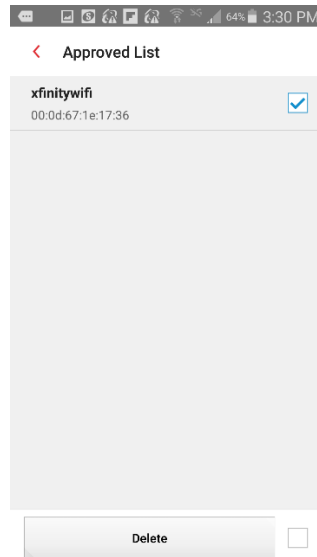 64% 3:30 PM
Approved List
xfinitywifi
00:0d:67:1e:17:36
Delete